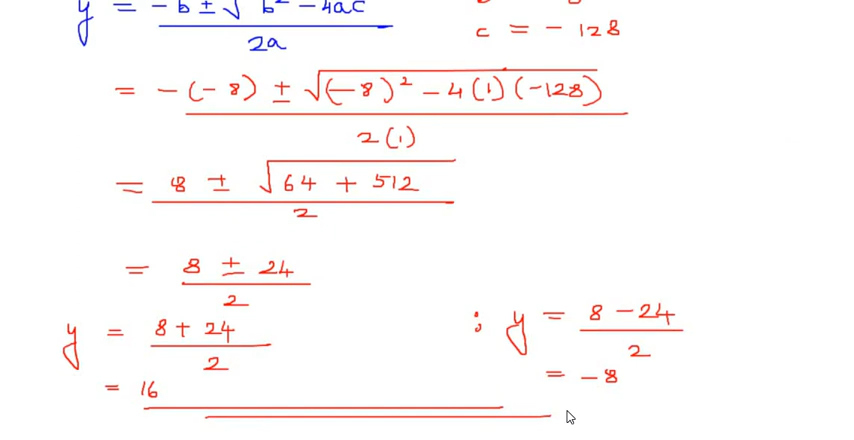 y = -b ± √b² - 4ac / 2a
c = -128
= -(-8) ± √(-8)² - 4(1)(-128) / 2(1)
= 8 ± √64 + 512 / 2
= 8 ± 24 / 2
y = 8 + 24 / 2 ; y = 8 - 24 / 2
= 16 = -8